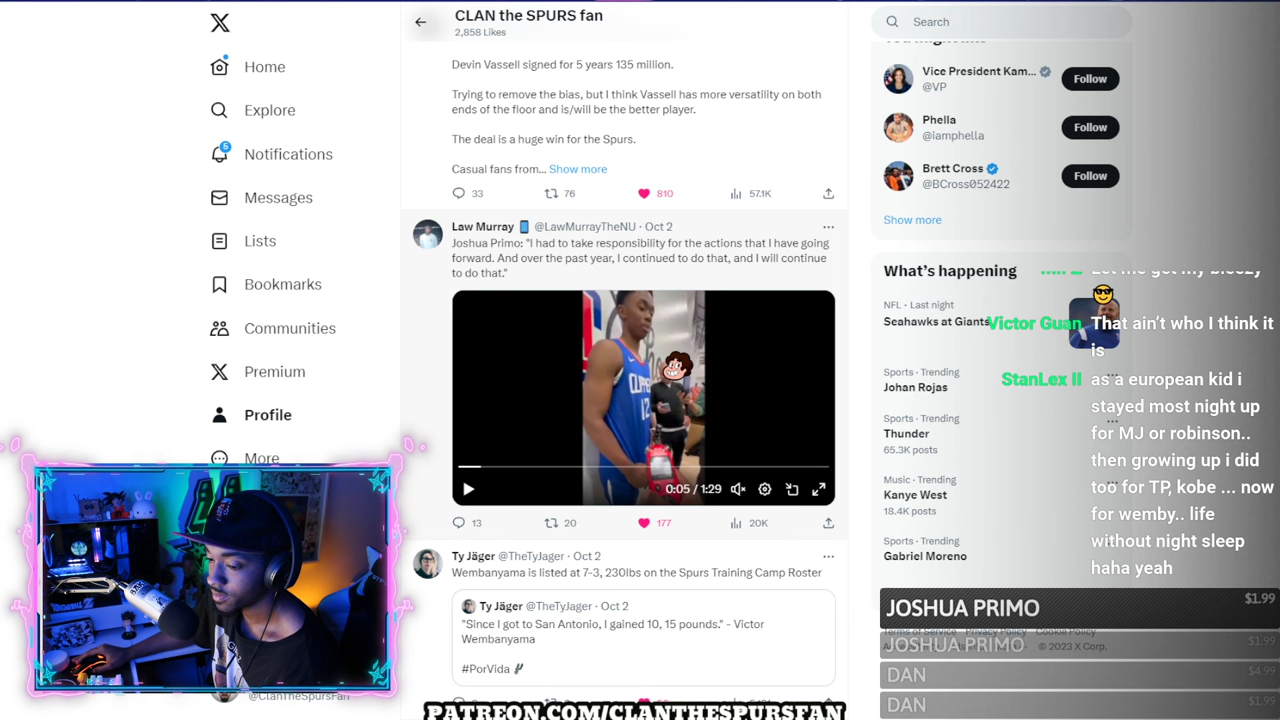 CLAN the SPURS fan
2,858 Likes
Home
Explore
5
Notifications
Messages
Lists
Bookmarks
Communities
Premium
Profile
More
@ClanTheSpursFan
Devin Vassell signed for 5 years 135 million.
Trying to remove the bias, but I think Vassell has more versatility on both
ends of the floor and is/will be the better player.
The deal is a huge win for the Spurs.
Casual fans from... Show more
33 76 810 57.1K
Law Murray @LawMurrayTheNU · Oct 2
Joshua Primo: "I had to take responsibility for the actions that I have going
forward. And over the past year, I continued to do that, and I will continue
to do that."
0:05 / 1:29
13 20 177 20K
Ty Jäger @TheTyJager · Oct 2
Wembanyama is listed at 7-3, 230lbs on the Spurs Training Camp Roster
Ty Jäger @TheTyJager · Oct 2
"Since I got to San Antonio, I gained 10, 15 pounds." - Victor
Wembanyama
#PorVida
PATREON.COM/CLANTHESPURSFAN
Search
Vice President Kam...
@VP
Follow
Phella
@iamphella
Follow
Brett Cross
@BCross052422
Follow
Show more
What's happening
NFL · Last night
Seahawks at Giants
Sports · Trending
Johan Rojas
Sports · Trending
Thunder
65.3K posts
Music · Trending
Kanye West
18.4K posts
Sports · Trending
Gabriel Moreno
Terms of Service Privacy Policy Cookie Policy
© 2023 X Corp.
Victor Guan That ain't who I think it
is
StanLex II as a european kid i
stayed most night up
for MJ or robinson..
then growing up i did
too for TP, kobe ... now
for wemby.. life
without night sleep
haha yeah
JOSHUA PRIMO $1.99
JOSHUA PRIMO $1.99
DAN $4.99
DAN $1.99